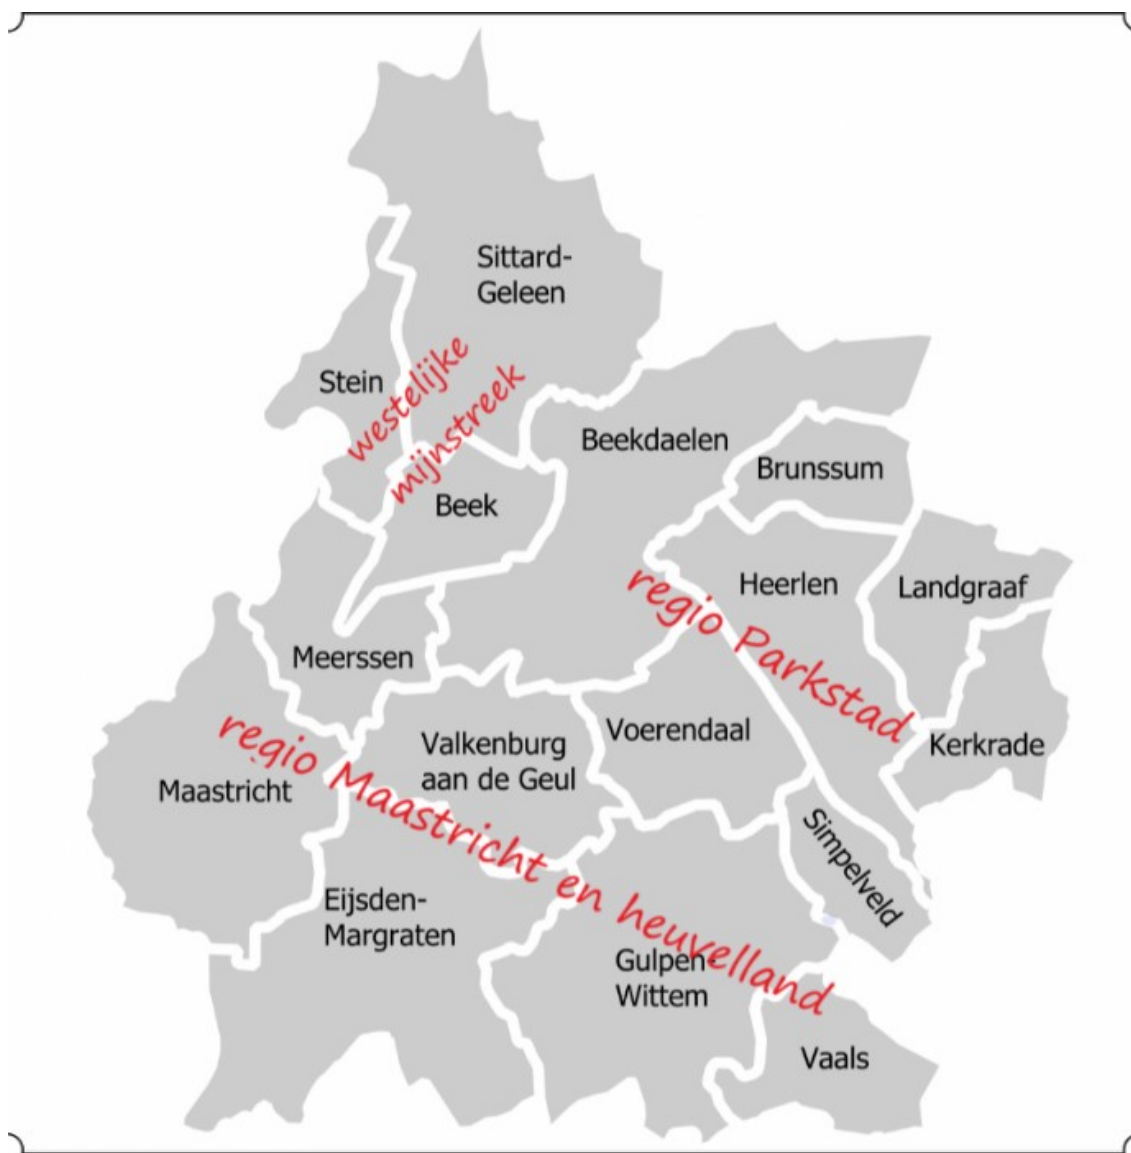 Sittard-
Geleen
Stein
westelijke
mijnstreek
Beekdaelen
Brunssum
Beek
Heerlen
Landgraaf
regio Parkstad
Meerssen
Voerendaal
Kerkrade
Valkenburg
aan de Geul
Maastricht
regio Maastricht en heuvelland
Simpelveld
Eijsden-
Margraten
Gulpen-
Wittem
Vaals